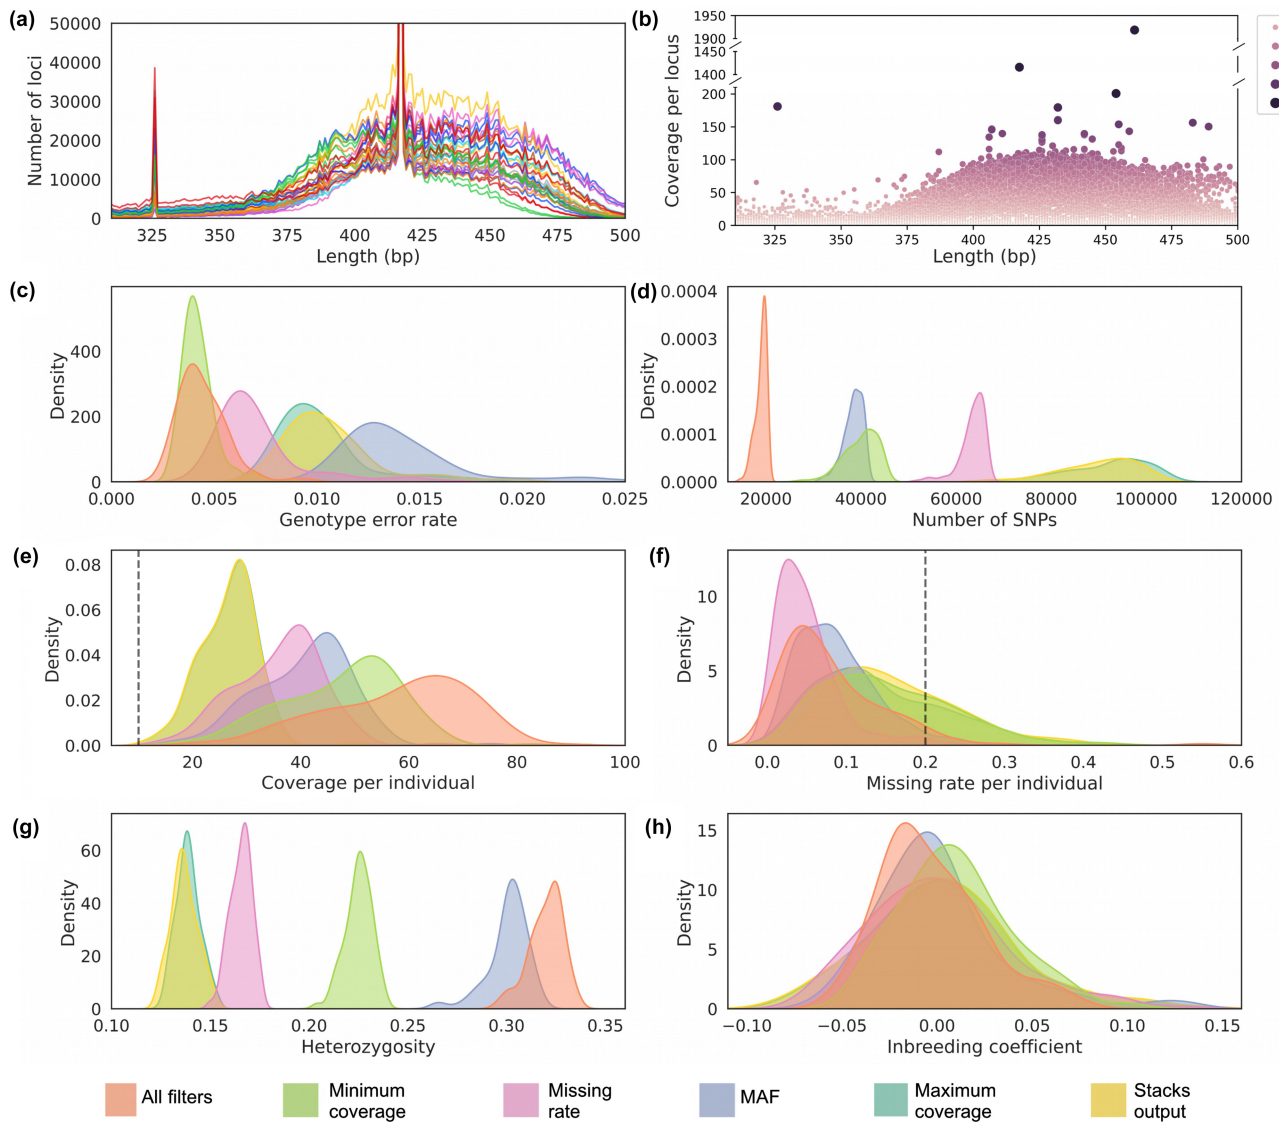 (a)
50000
40000
30000
20000
10000
0
Number of loci
325
350
375
400
425
450
475
500
Length (bp)
(b)
1950
1900
1450
1400
200
150
100
50
0
Coverage per locus
325
350
375
400
425
450
475
500
Length (bp)
(c)
400
200
0
Density
0.000
0.005
0.010
0.015
0.020
0.025
Genotype error rate
(d)
0.0004
0.0003
0.0002
0.0001
0.0000
Density
20000
40000
60000
80000
100000
120000
Number of SNPs
(e)
0.08
0.06
0.04
0.02
0.00
Density
20
40
60
80
100
Coverage per individual
(f)
10
5
0
Density
0.0
0.1
0.2
0.3
0.4
0.5
0.6
Missing rate per individual
(g)
60
40
20
0
Density
0.10
0.15
0.20
0.25
0.30
0.35
Heterozygosity
(h)
15
10
5
0
Density
−0.10
−0.05
0.00
0.05
0.10
0.15
Inbreeding coefficient
All filters
Minimum
coverage
Missing
rate
MAF
Maximum
coverage
Stacks
output